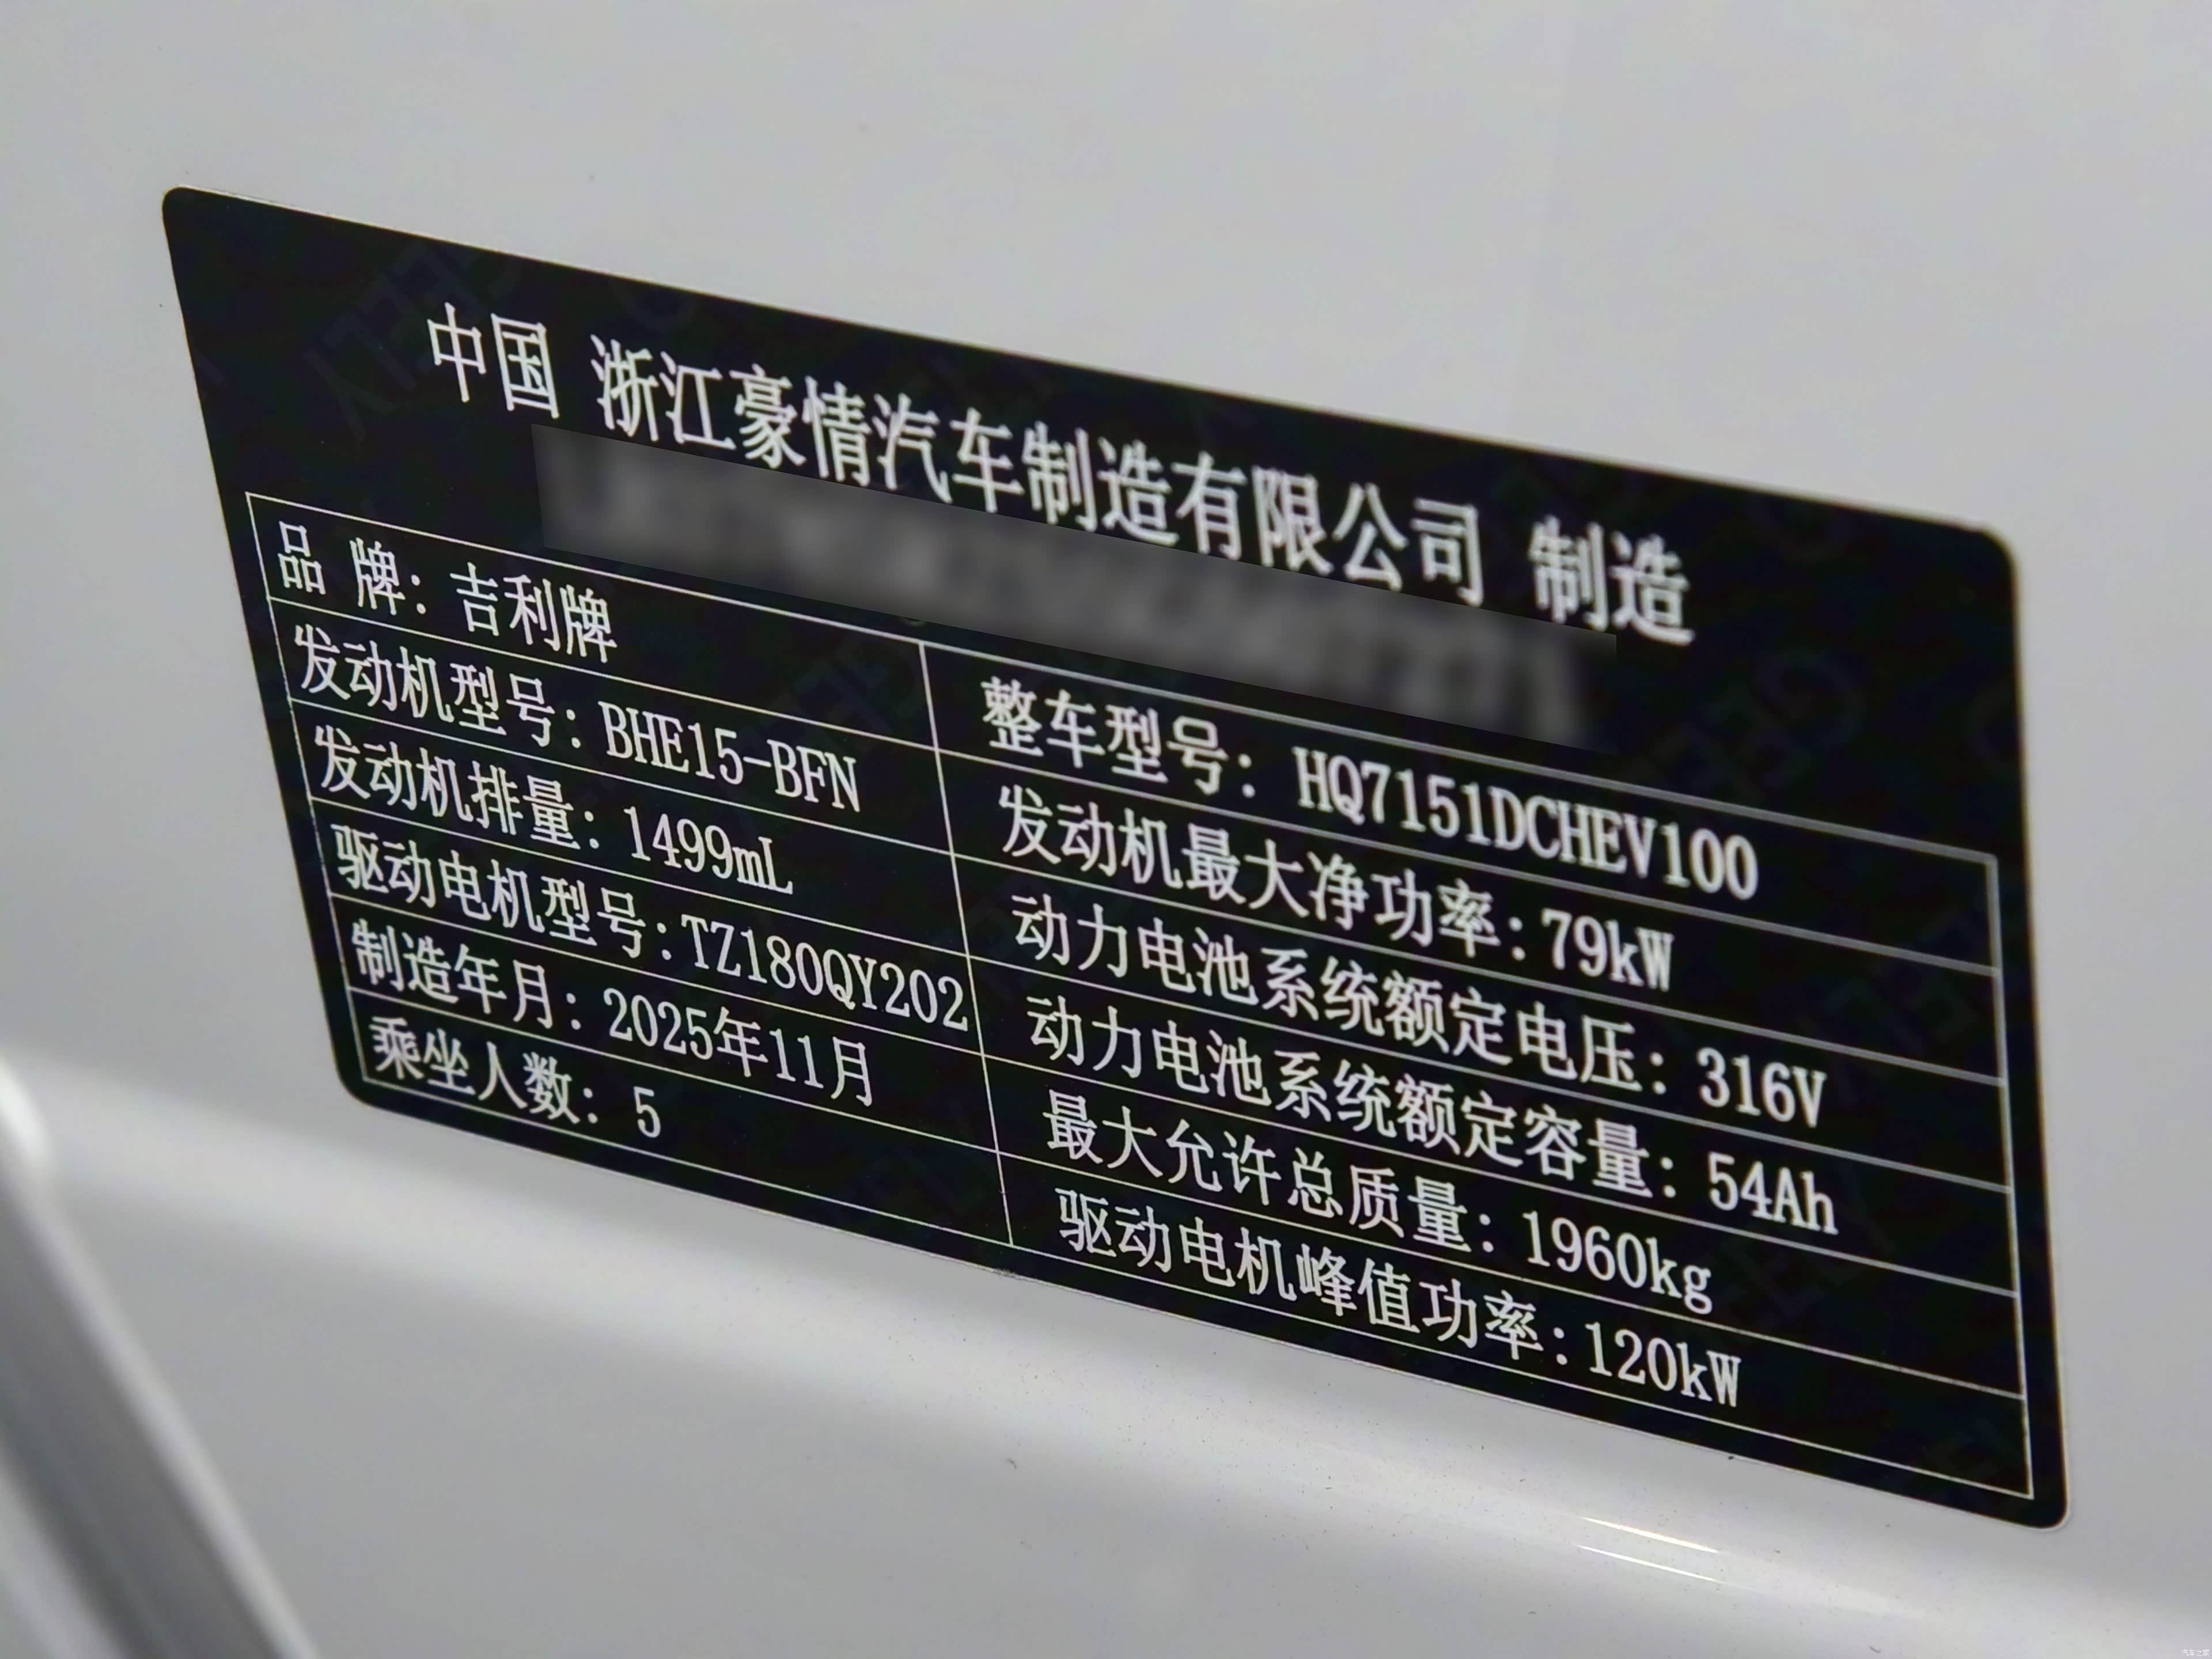 中国 浙江豪情汽车制造有限公司 制造
品 牌：吉利牌
整车型号：HQ7151DCHEV100
发动机型号：BHE15-BFN
发动机最大净功率：79kW
发动机排量：1499mL
动力电池系统额定电压：316V
驱动电机型号：TZ180QY202
动力电池系统额定容量：54Ah
制造年月：2025年11月
最大允许总质量：1960kg
乘坐人数：5
驱动电机峰值功率：120kW
汽车之家